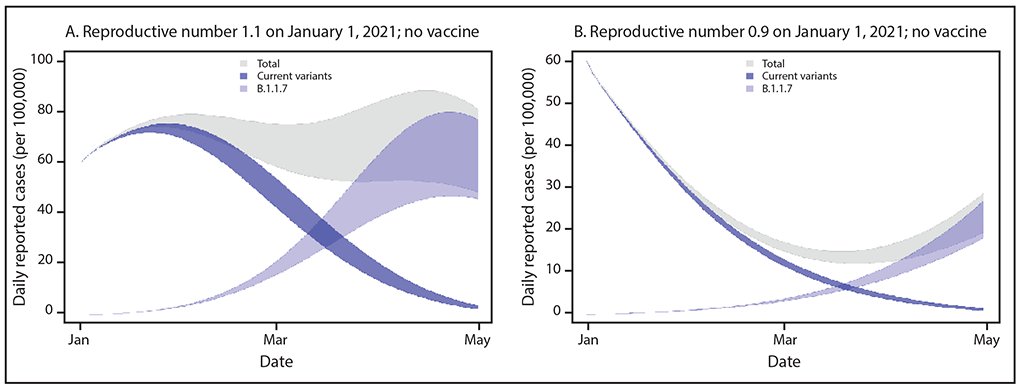 A. Reproductive number 1.1 on January 1, 2021; no vaccine
Total
Current variants
B.1.1.7
Daily reported cases (per 100,000)
100
80
60
40
20
0
Jan
Mar
May
Date
B. Reproductive number 0.9 on January 1, 2021; no vaccine
Total
Current variants
B.1.1.7
Daily reported cases (per 100,000)
60
50
40
30
20
10
0
Jan
Mar
May
Date